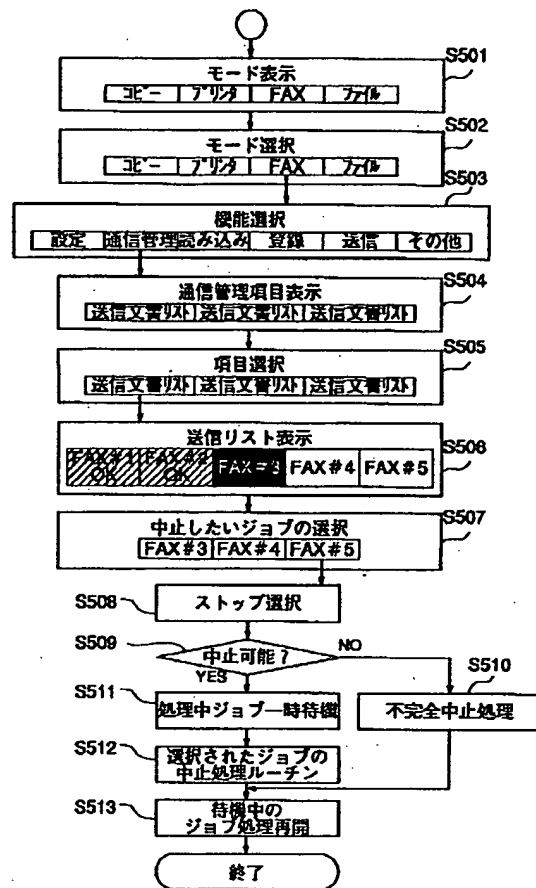 S501
モード表示
コピー プリンタ FAX ファイル
S502
モード選択
コピー プリンタ FAX ファイル
S503
機能選択
設定 通信管理 読み込み 登録 送信 その他
S504
通信管理項目表示
送信文書リスト 送信文書リスト 送信文書リスト
S505
項目選択
送信文書リスト 送信文書リスト 送信文書リスト
送信リスト表示
S506
FAX#1 FAX#2 FAX#3 FAX#4 FAX#5
OK OK
S507
中止したいジョブの選択
FAX#3 FAX#4 FAX#5
S508
ストップ選択
S509
中止可能?
NO
YES
S510
不完全中止処理
S511
処理中ジョブ一時待機
S512
選択されたジョブの
中止処理ルーチン
S513
待機中の
ジョブ処理再開
終了